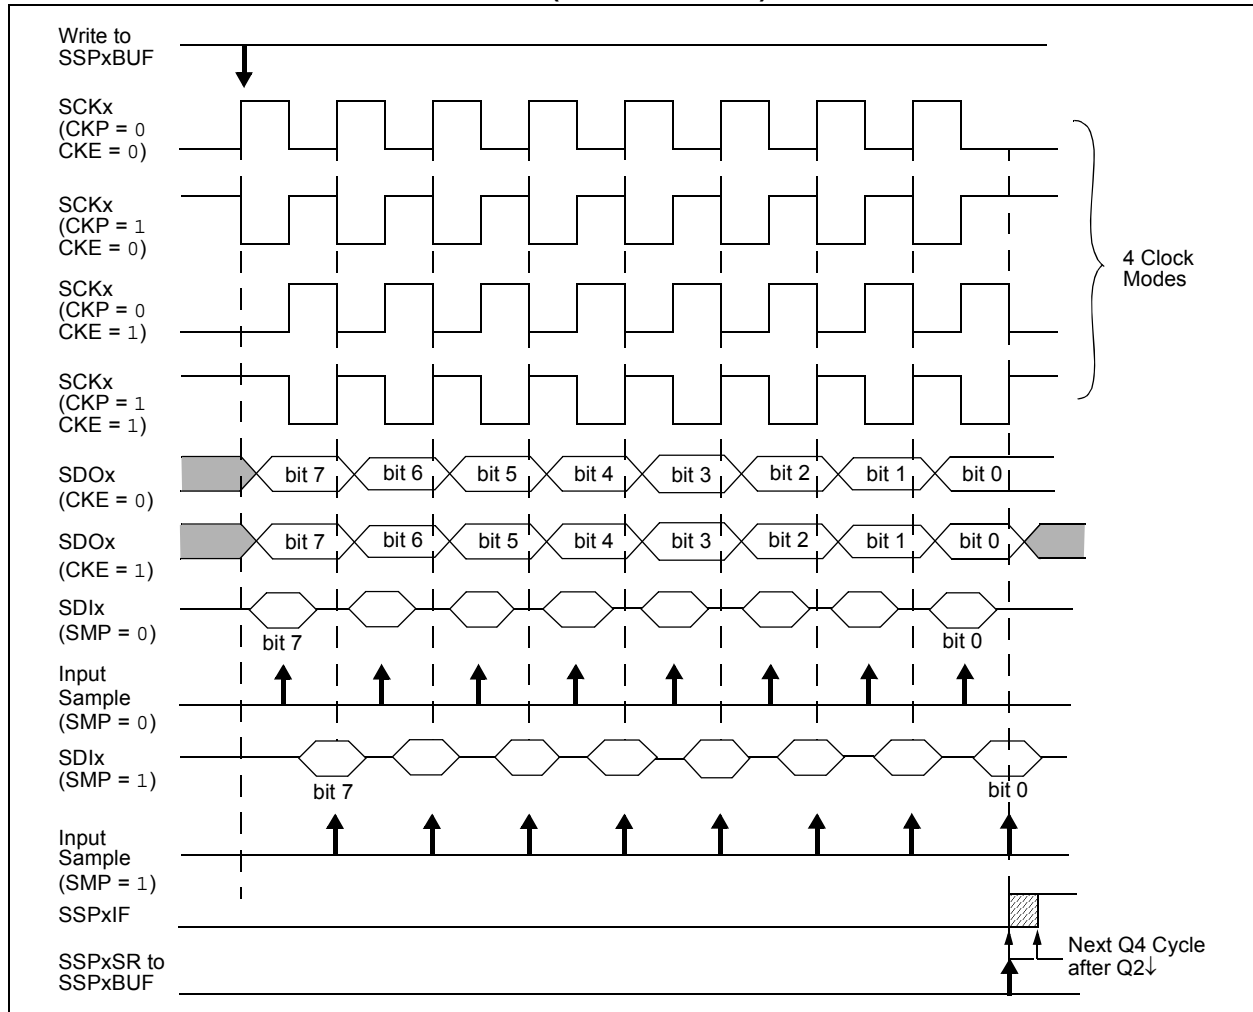 Write to
SSPxBUF
SCKx
(CKP = 0
CKE = 0)
SCKx
(CKP = 1
CKE = 0)
4 Clock
Modes
SCKx
(CKP = 0
CKE = 1)
SCKx
(CKP = 1
CKE = 1)
SDOx
(CKE = 0)
bit 7 bit 6 bit 5 bit 4 bit 3 bit 2 bit 1 bit 0
SDOx
(CKE = 1)
bit 7 bit 6 bit 5 bit 4 bit 3 bit 2 bit 1 bit 0
SDIx
(SMP = 0)
bit 7 bit 0
Input
Sample
(SMP = 0)
SDIx
(SMP = 1)
bit 7 bit 0
Input
Sample
(SMP = 1)
SSPxIF
Next Q4 Cycle
after Q2↓
SSPxSR to
SSPxBUF